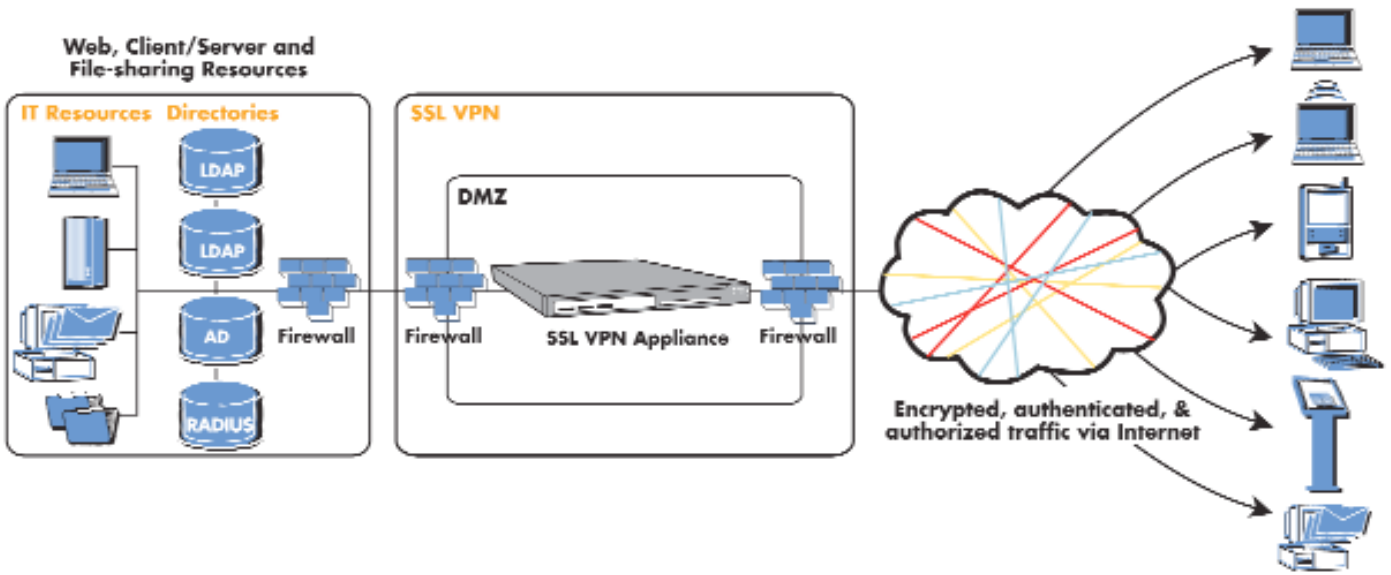 Web, Client/Server and
File-sharing Resources
IT Resources
Directories
LDAP
LDAP
AD
RADIUS
Firewall
SSL VPN
DMZ
Firewall
SSL VPN Appliance
Firewall
Encrypted, authenticated, &
authorized traffic via Internet